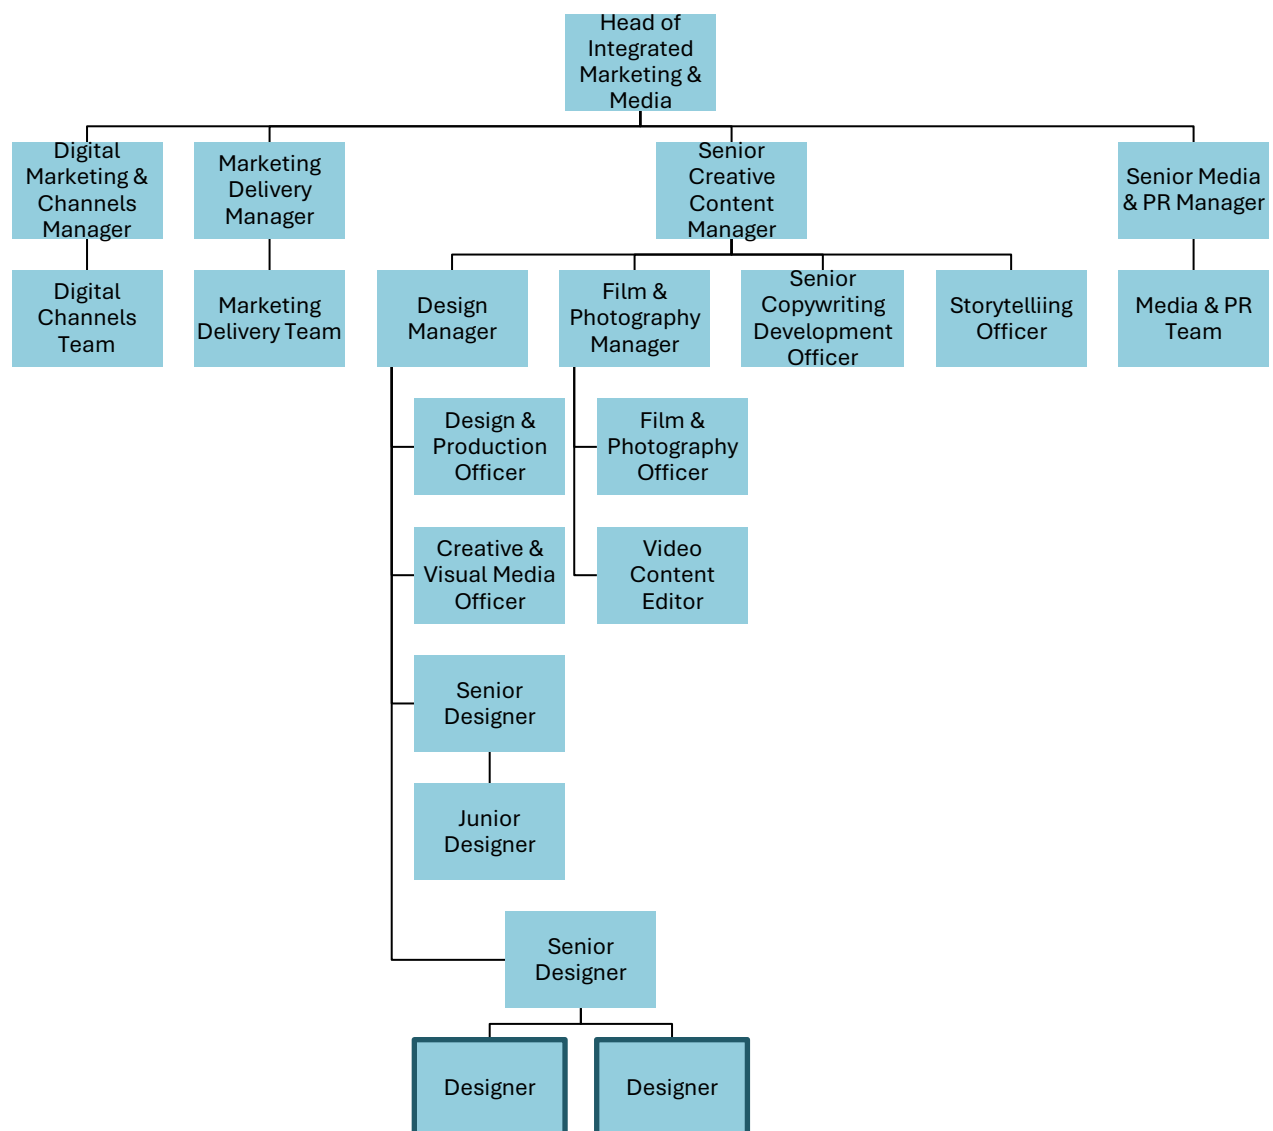 Head of
Integrated
Marketing &
Media
Digital
Marketing &
Channels
Manager
Marketing
Delivery
Manager
Senior
Creative
Content
Manager
Senior Media
& PR Manager
Digital
Channels
Team
Marketing
Delivery Team
Design
Manager
Film &
Photography
Manager
Senior
Copywriting
Development
Officer
Storytelliing
Officer
Media & PR
Team
Design &
Production
Officer
Film &
Photography
Officer
Creative &
Visual Media
Officer
Video
Content
Editor
Senior
Designer
Junior
Designer
Senior
Designer
Designer
Designer